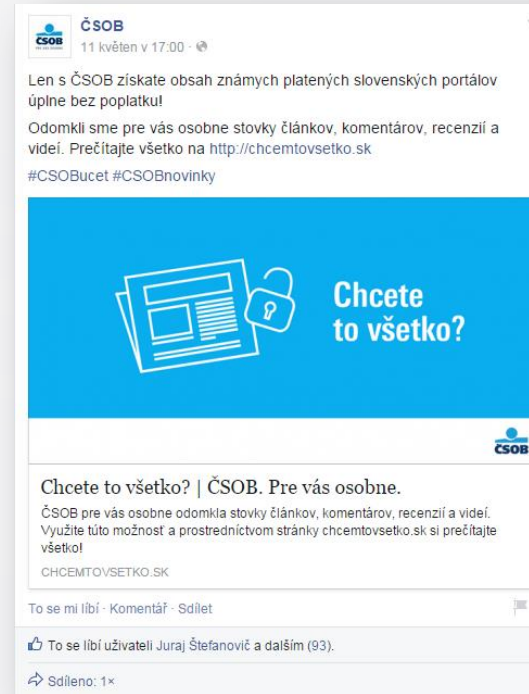 ČSOB
ČSOB
11 květen v 17:00 ·
Len s ČSOB získate obsah známych platených slovenských portálov
úplne bez poplatku!
Odomkli sme pre vás osobne stovky článkov, komentárov, recenzií a
videí. Prečítajte všetko na http://chcemtovsetko.sk
#CSOBucet #CSOBnovinky
Chcete
to všetko?
ČSOB
Chcete to všetko? | ČSOB. Pre vás osobne.
ČSOB pre vás osobne odomkla stovky článkov, komentárov, recenzií a videí.
Využite túto možnosť a prostredníctvom stránky chcemtovsetko.sk si prečítajte
všetko!
CHCEMTOVSETKO.SK
To se mi líbí · Komentář · Sdílet
To se líbí uživateli Juraj Štefanovič a dalším (93).
Sdíleno: 1×